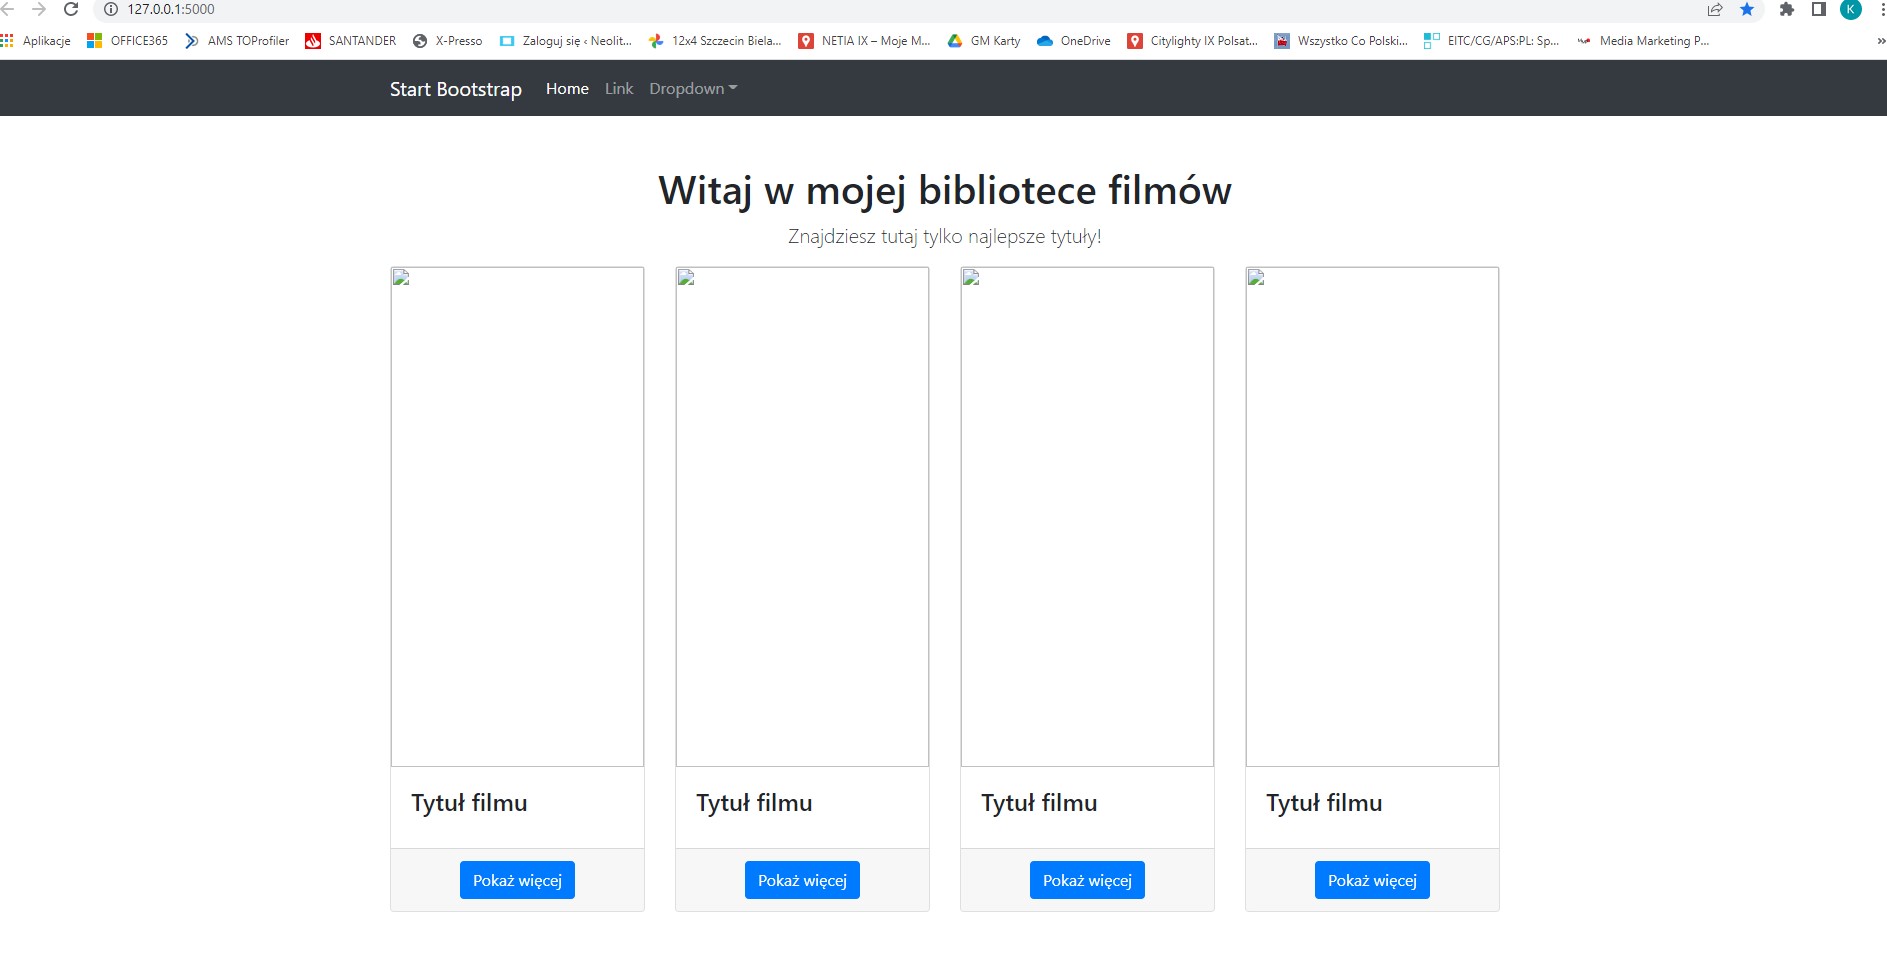 127.0.0.1:5000
K
Aplikacje OFFICE365 AMS TOProfiler SANTANDER X-Presso Zaloguj się ‹ Neolit... 12x4 Szczecin Biela... NETIA IX – Moje M... GM Karty OneDrive Citylighty IX Polsat... Wszystko Co Polski... EITC/CG/APS:PL: Sp... Media Marketing P... »
Start Bootstrap Home Link Dropdown
Witaj w mojej bibliotece filmów
Znajdziesz tutaj tylko najlepsze tytuły!
Tytuł filmu Tytuł filmu Tytuł filmu Tytuł filmu
Pokaż więcej Pokaż więcej Pokaż więcej Pokaż więcej